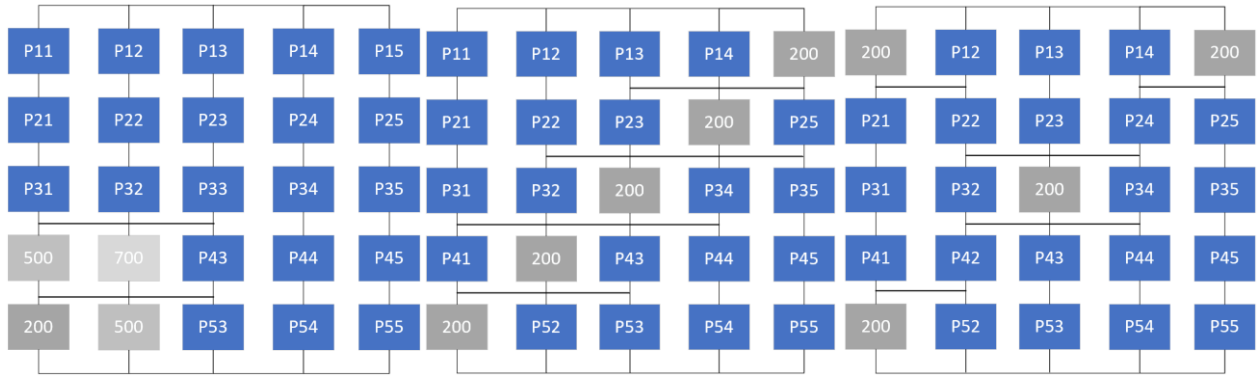 P11 P12 P13 P14 P15
P21 P22 P23 P24 P25
P31 P32 P33 P34 P35
500 700 P43 P44 P45
200 500 P53 P54 P55
P11 P12 P13 P14 200
P21 P22 P23 200 P25
P31 P32 200 P34 P35
P41 200 P43 P44 P45
200 P52 P53 P54 P55
200 P12 P13 P14 200
P21 P22 P23 P24 P25
P31 P32 200 P34 P35
P41 P42 P43 P44 P45
200 P52 P53 P54 P55